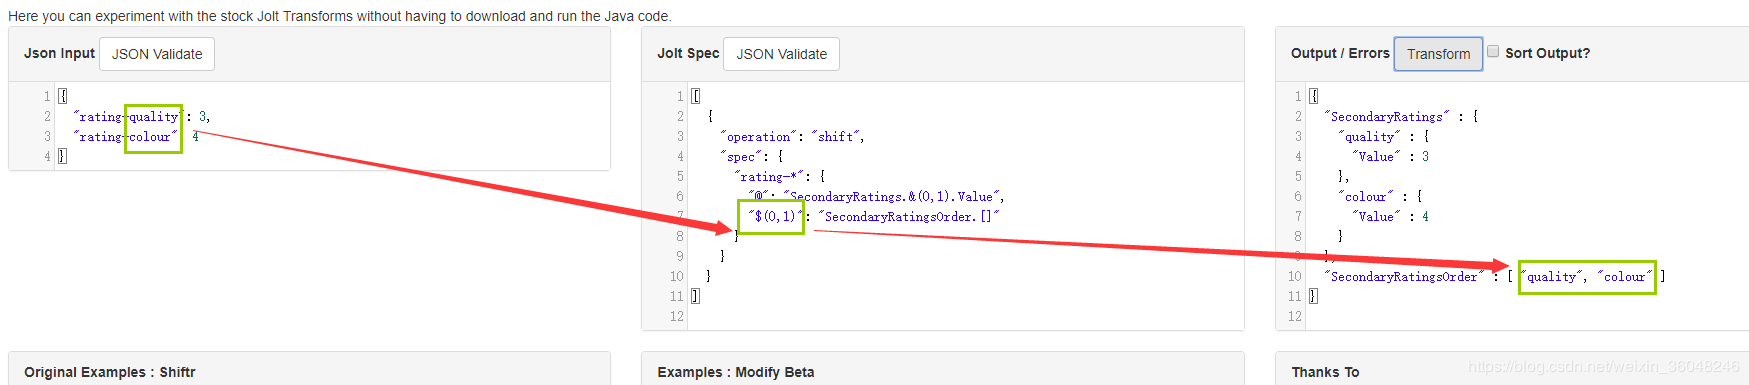 Here you can experiment with the stock Jolt Transforms without having to download and run the Java code.
Json Input JSON Validate
1 {
2 "rating-quality": 3,
3 "rating-colour" 4
4 }
Jolt Spec JSON Validate
1 [
2 {
3 "operation": "shift",
4 "spec": {
5 "rating-*": {
6 "@": "SecondaryRatings.&(0,1).Value",
7 "$(0,1)": "SecondaryRatingsOrder.[]"
8 }
9 }
10 }
11 ]
12
Output / Errors Transform Sort Output?
1 {
2 "SecondaryRatings" : {
3 "quality" : {
4 "Value" : 3
5 },
6 "colour" : {
7 "Value" : 4
8 }
9 },
10 "SecondaryRatingsOrder" : [ "quality", "colour" ]
11 }
12
Original Examples : Shiftr
Examples : Modify Beta
Thanks To
https://blog.csdn.net/weixin_36048246